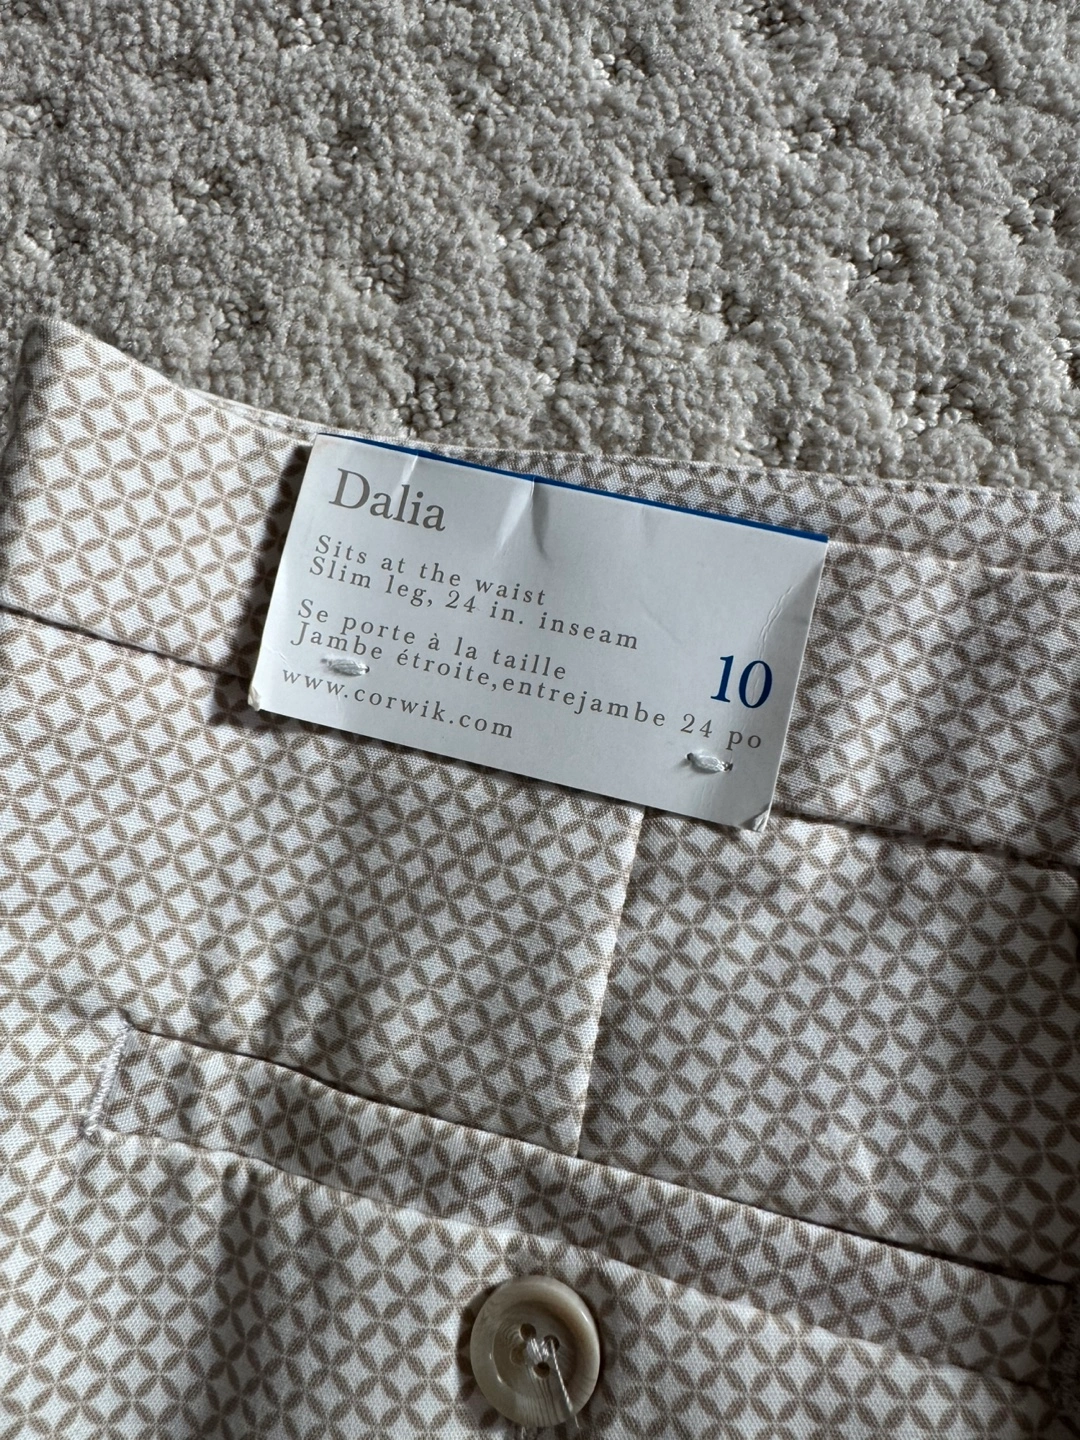 Dalia
Sits at the waist
Slim leg, 24 in. inseam
Se porte à la taille
Jambe étroite,entrejambe 24 po
www.corwik.com
10